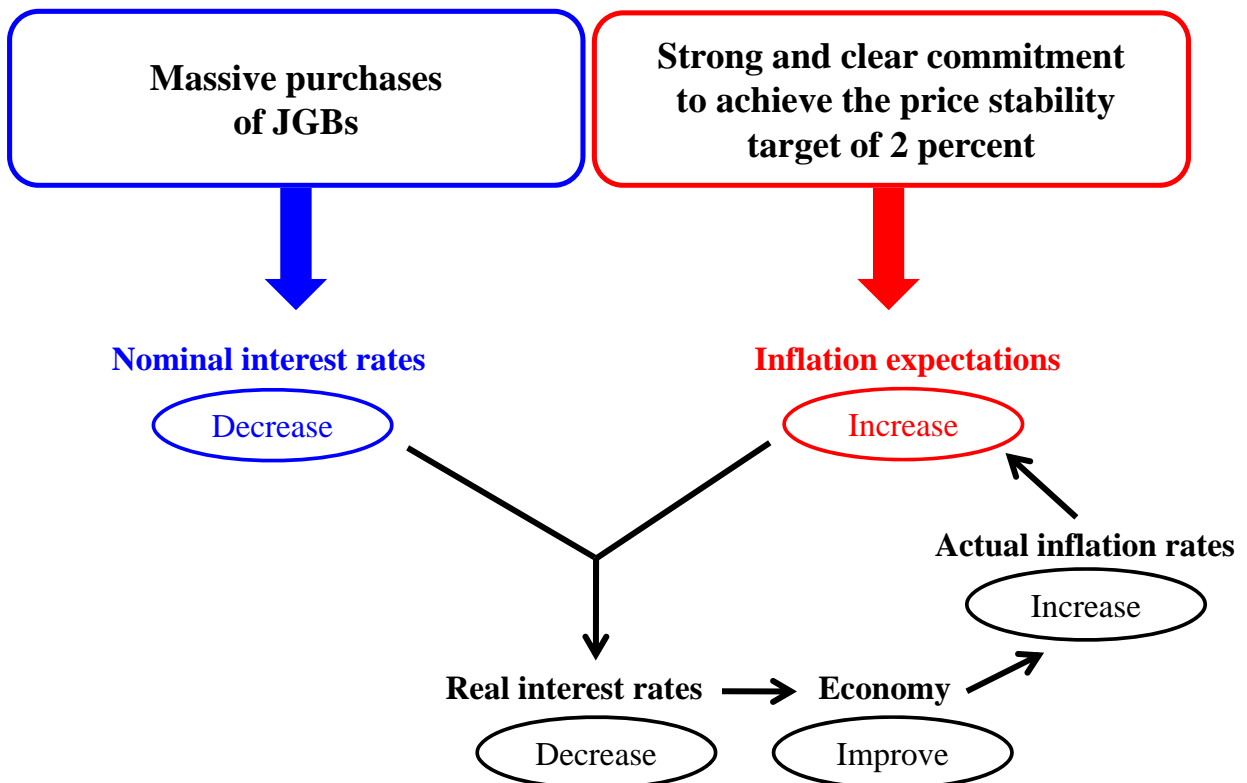 Massive purchases
of JGBs
Strong and clear commitment
to achieve the price stability
target of 2 percent
Nominal interest rates
Decrease
Inflation expectations
Increase
Actual inflation rates
Increase
Real interest rates
Decrease
Economy
Improve